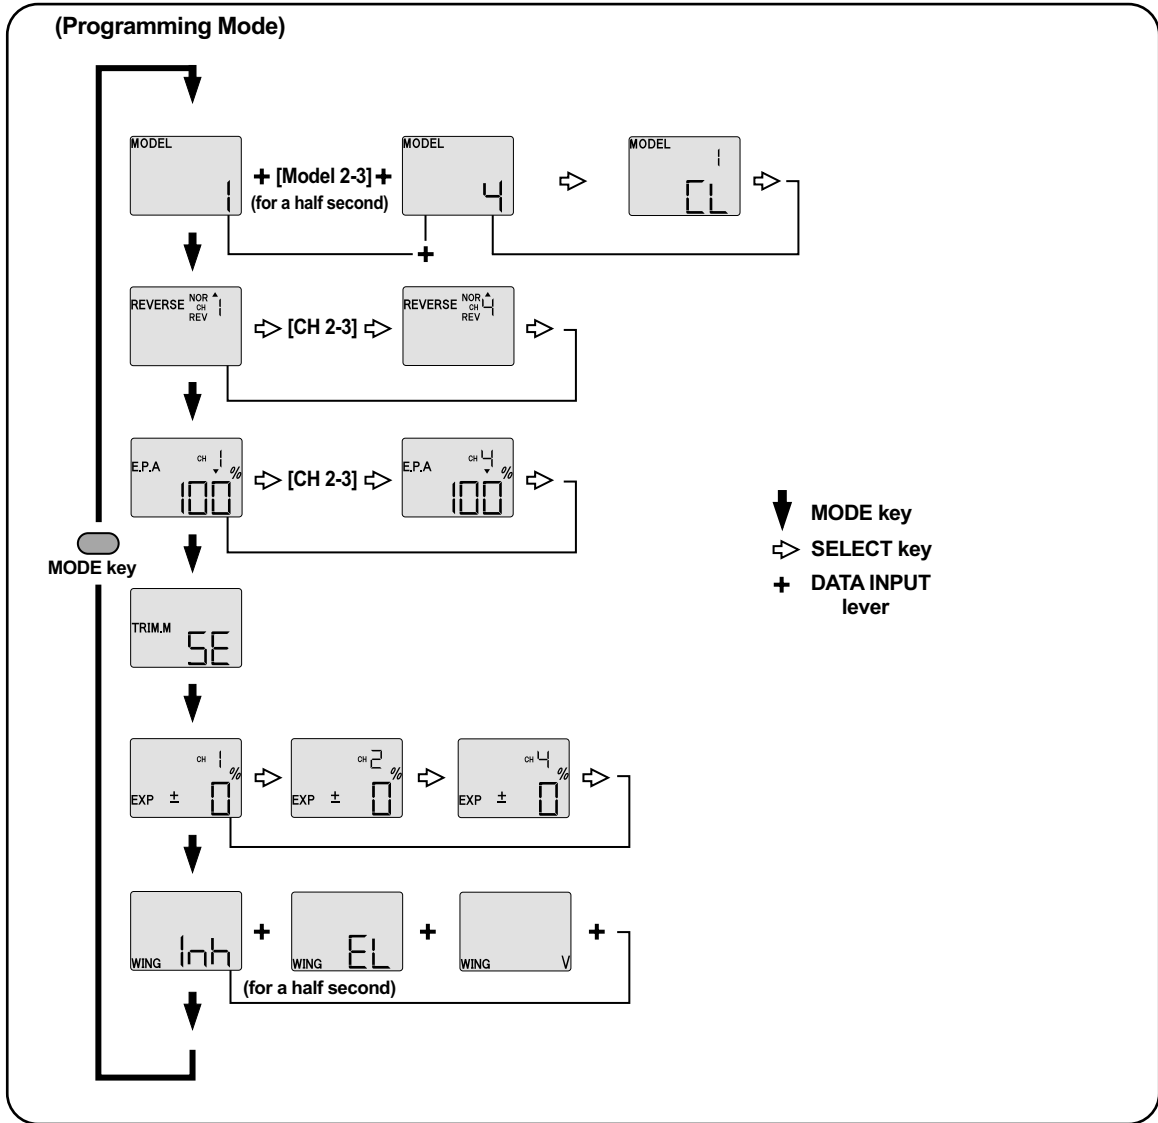 (Programming Mode)
MODEL
1
+ [Model 2-3] +
(for a half second)
MODEL
4
MODEL
1
CL
+
REVERSE NOR CH REV 1
[CH 2-3]
REVERSE NOR CH REV 4
E.P.A CH 1 %
100
[CH 2-3]
E.P.A CH 4 %
100
MODE key
SELECT key
+ DATA INPUT
lever
MODE key
TRIM.M SE
CH 1 %
EXP ± 0
CH 2 %
EXP ± 0
CH 4 %
EXP ± 0
WING Inh
+
WING EL
(for a half second)
+
WING V
+